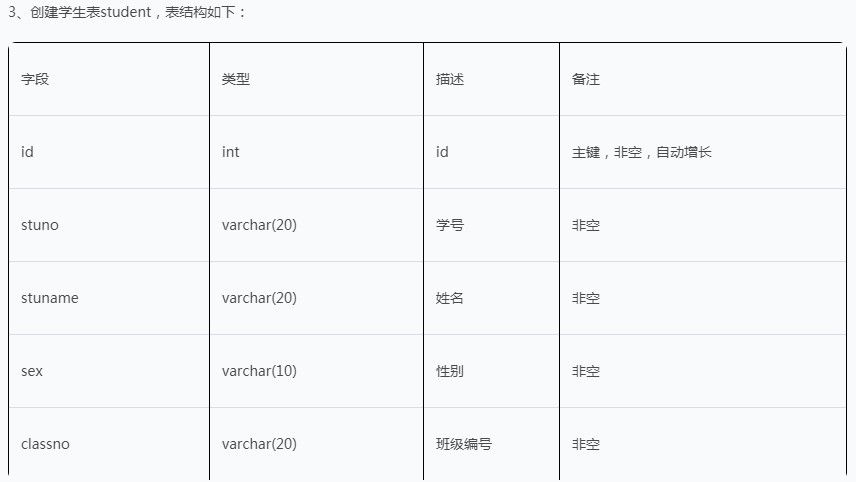 3、创建学生表student，表结构如下：
字段 类型 描述 备注
id int id 主键，非空，自动增长
stuno varchar(20) 学号 非空
stuname varchar(20) 姓名 非空
sex varchar(10) 性别 非空
classno varchar(20) 班级编号 非空